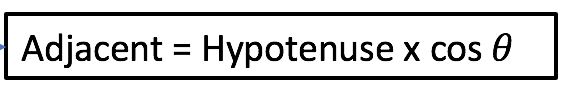 Adjacent = Hypotenuse x cos θ